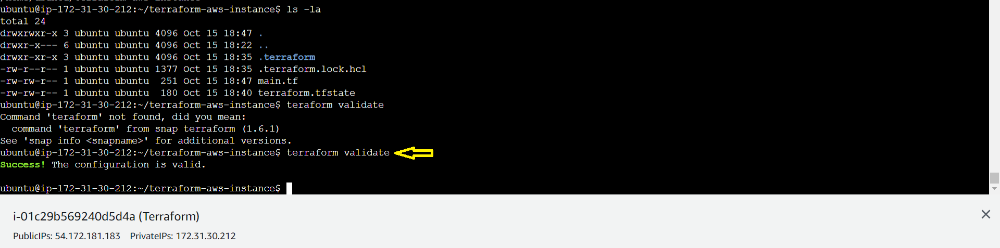 ubuntu@ip-172-31-30-212:~/terraform-aws-instance$ ls -la
total 24
drwxrwxr-x 3 ubuntu ubuntu 4096 Oct 15 18:47 .
drwxr-x--- 6 ubuntu ubuntu 4096 Oct 15 18:22 ..
drwxr-xr-x 3 ubuntu ubuntu 4096 Oct 15 18:35 .terraform
-rw-r--r-- 1 ubuntu ubuntu 1377 Oct 15 18:35 .terraform.lock.hcl
-rw-rw-r-- 1 ubuntu ubuntu  251 Oct 15 18:47 main.tf
-rw-rw-r-- 1 ubuntu ubuntu  180 Oct 15 18:40 terraform.tfstate
ubuntu@ip-172-31-30-212:~/terraform-aws-instance$ teraform validate
Command 'teraform' not found, did you mean:
  command 'terraform' from snap terraform (1.6.1)
See 'snap info <snapname>' for additional versions.
ubuntu@ip-172-31-30-212:~/terraform-aws-instance$ terraform validate
Success! The configuration is valid.
ubuntu@ip-172-31-30-212:~/terraform-aws-instance$
i-01c29b569240d5d4a (Terraform)
PublicIPs: 54.172.181.183 PrivateIPs: 172.31.30.212